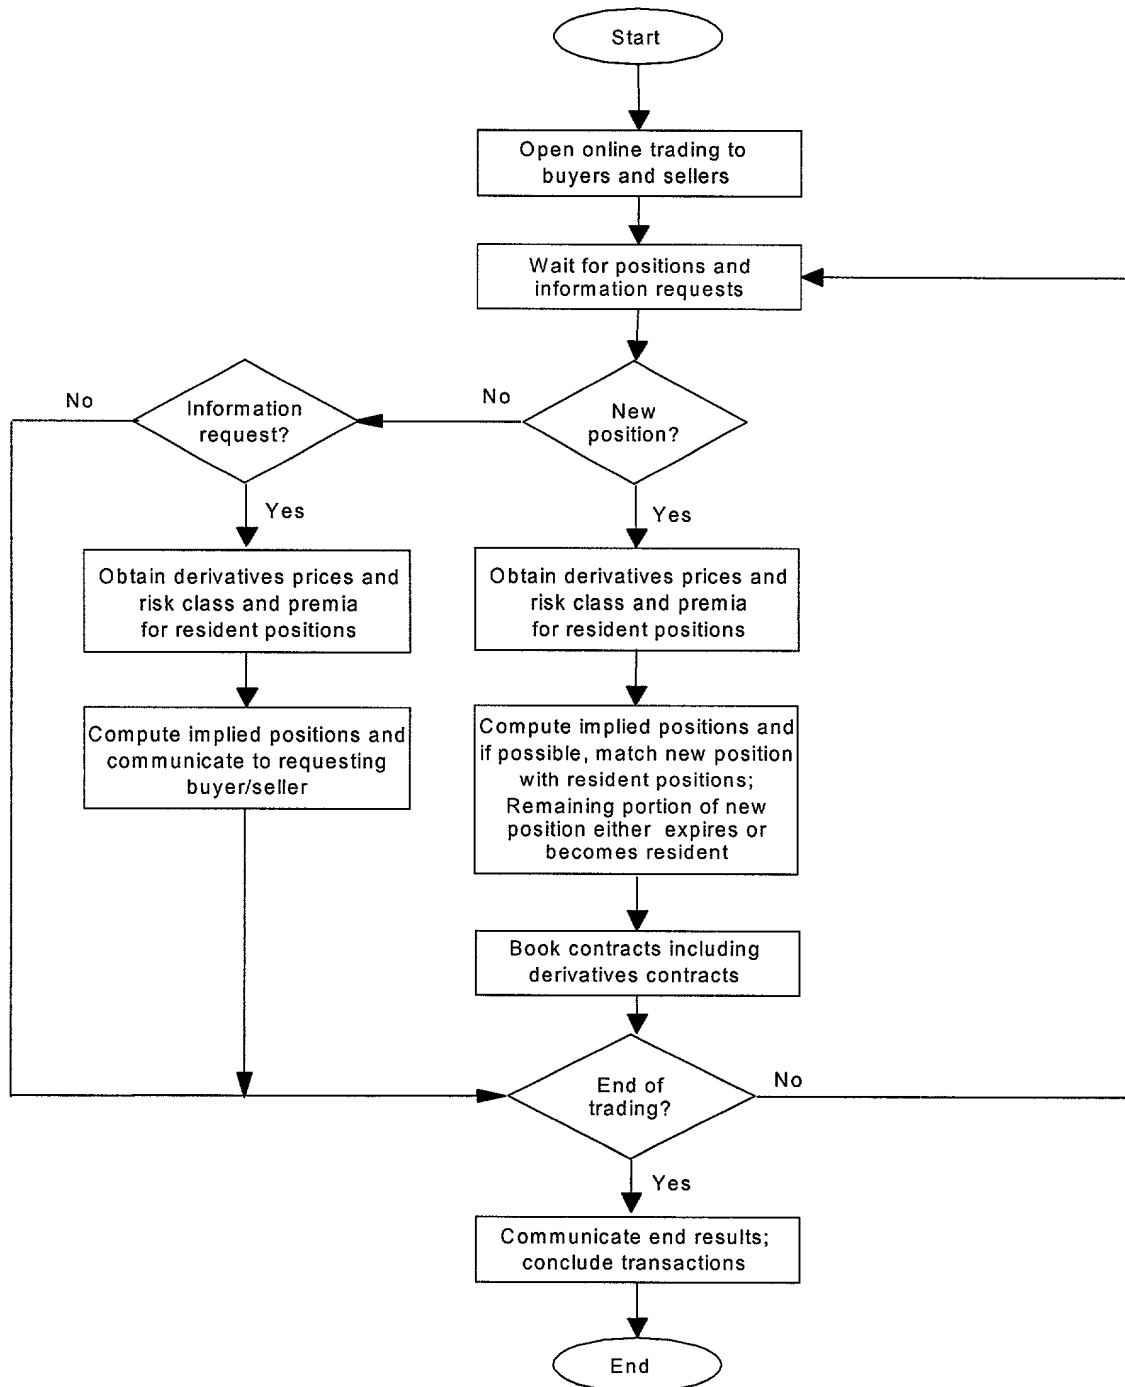 Start
Open online trading to
buyers and sellers
Wait for positions and
information requests
No
Information
request?
No
New
position?
Yes
Yes
Obtain derivatives prices and
risk class and premia
for resident positions
Obtain derivatives prices and
risk class and premia
for resident positions
Compute implied positions and
communicate to requesting
buyer/seller
Compute implied positions and
if possible, match new position
with resident positions;
Remaining portion of new
position either expires or
becomes resident
Book contracts including
derivatives contracts
End of
trading?
No
Yes
Communicate end results;
conclude transactions
End